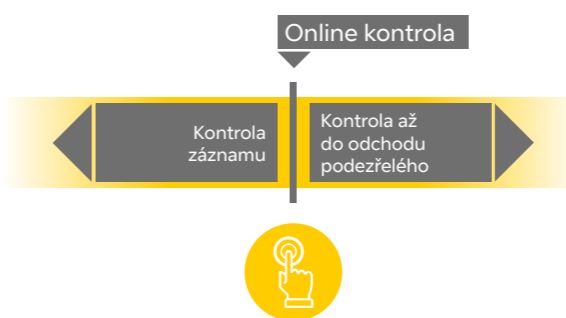 Online kontrola
Kontrola
záznamu
Kontrola až
do odchodu
podezřelého